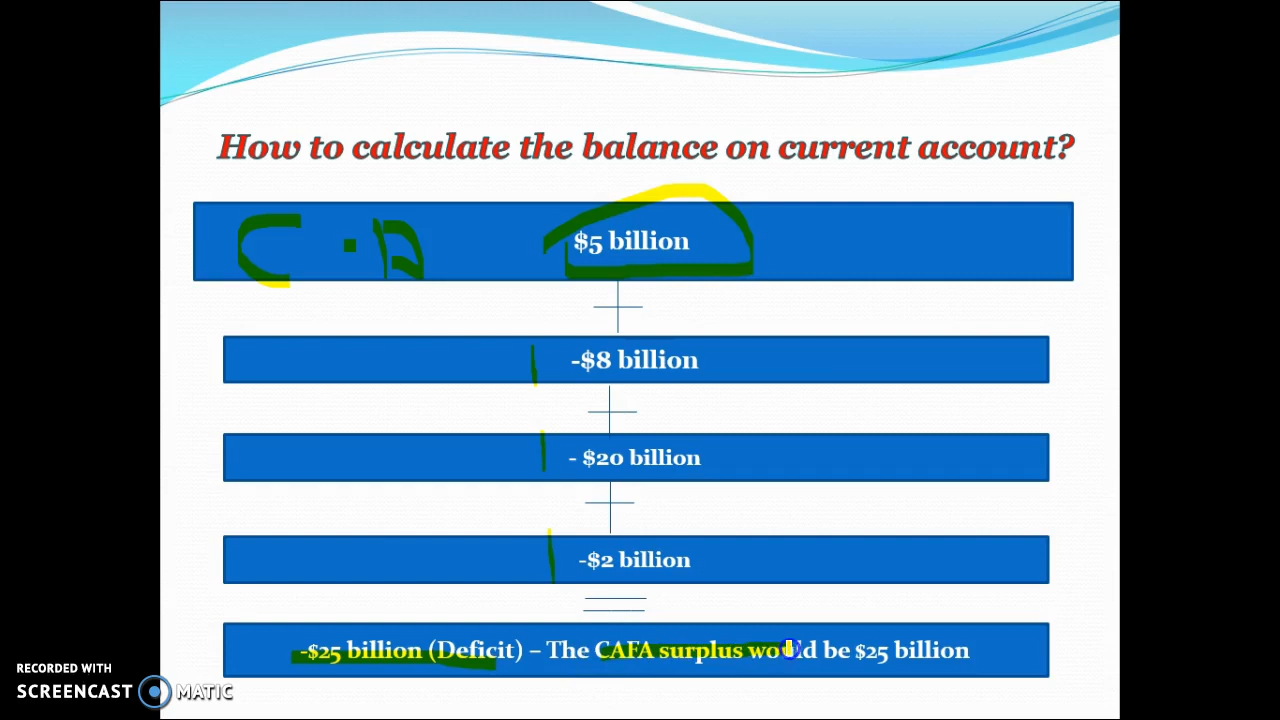 How to calculate the balance on current account?
C . D
$5 billion
-$8 billion
- $20 billion
-$2 billion
-$25 billion (Deficit) – The CAFA surplus would be $25 billion
RECORDED WITH
SCREENCAST MATIC